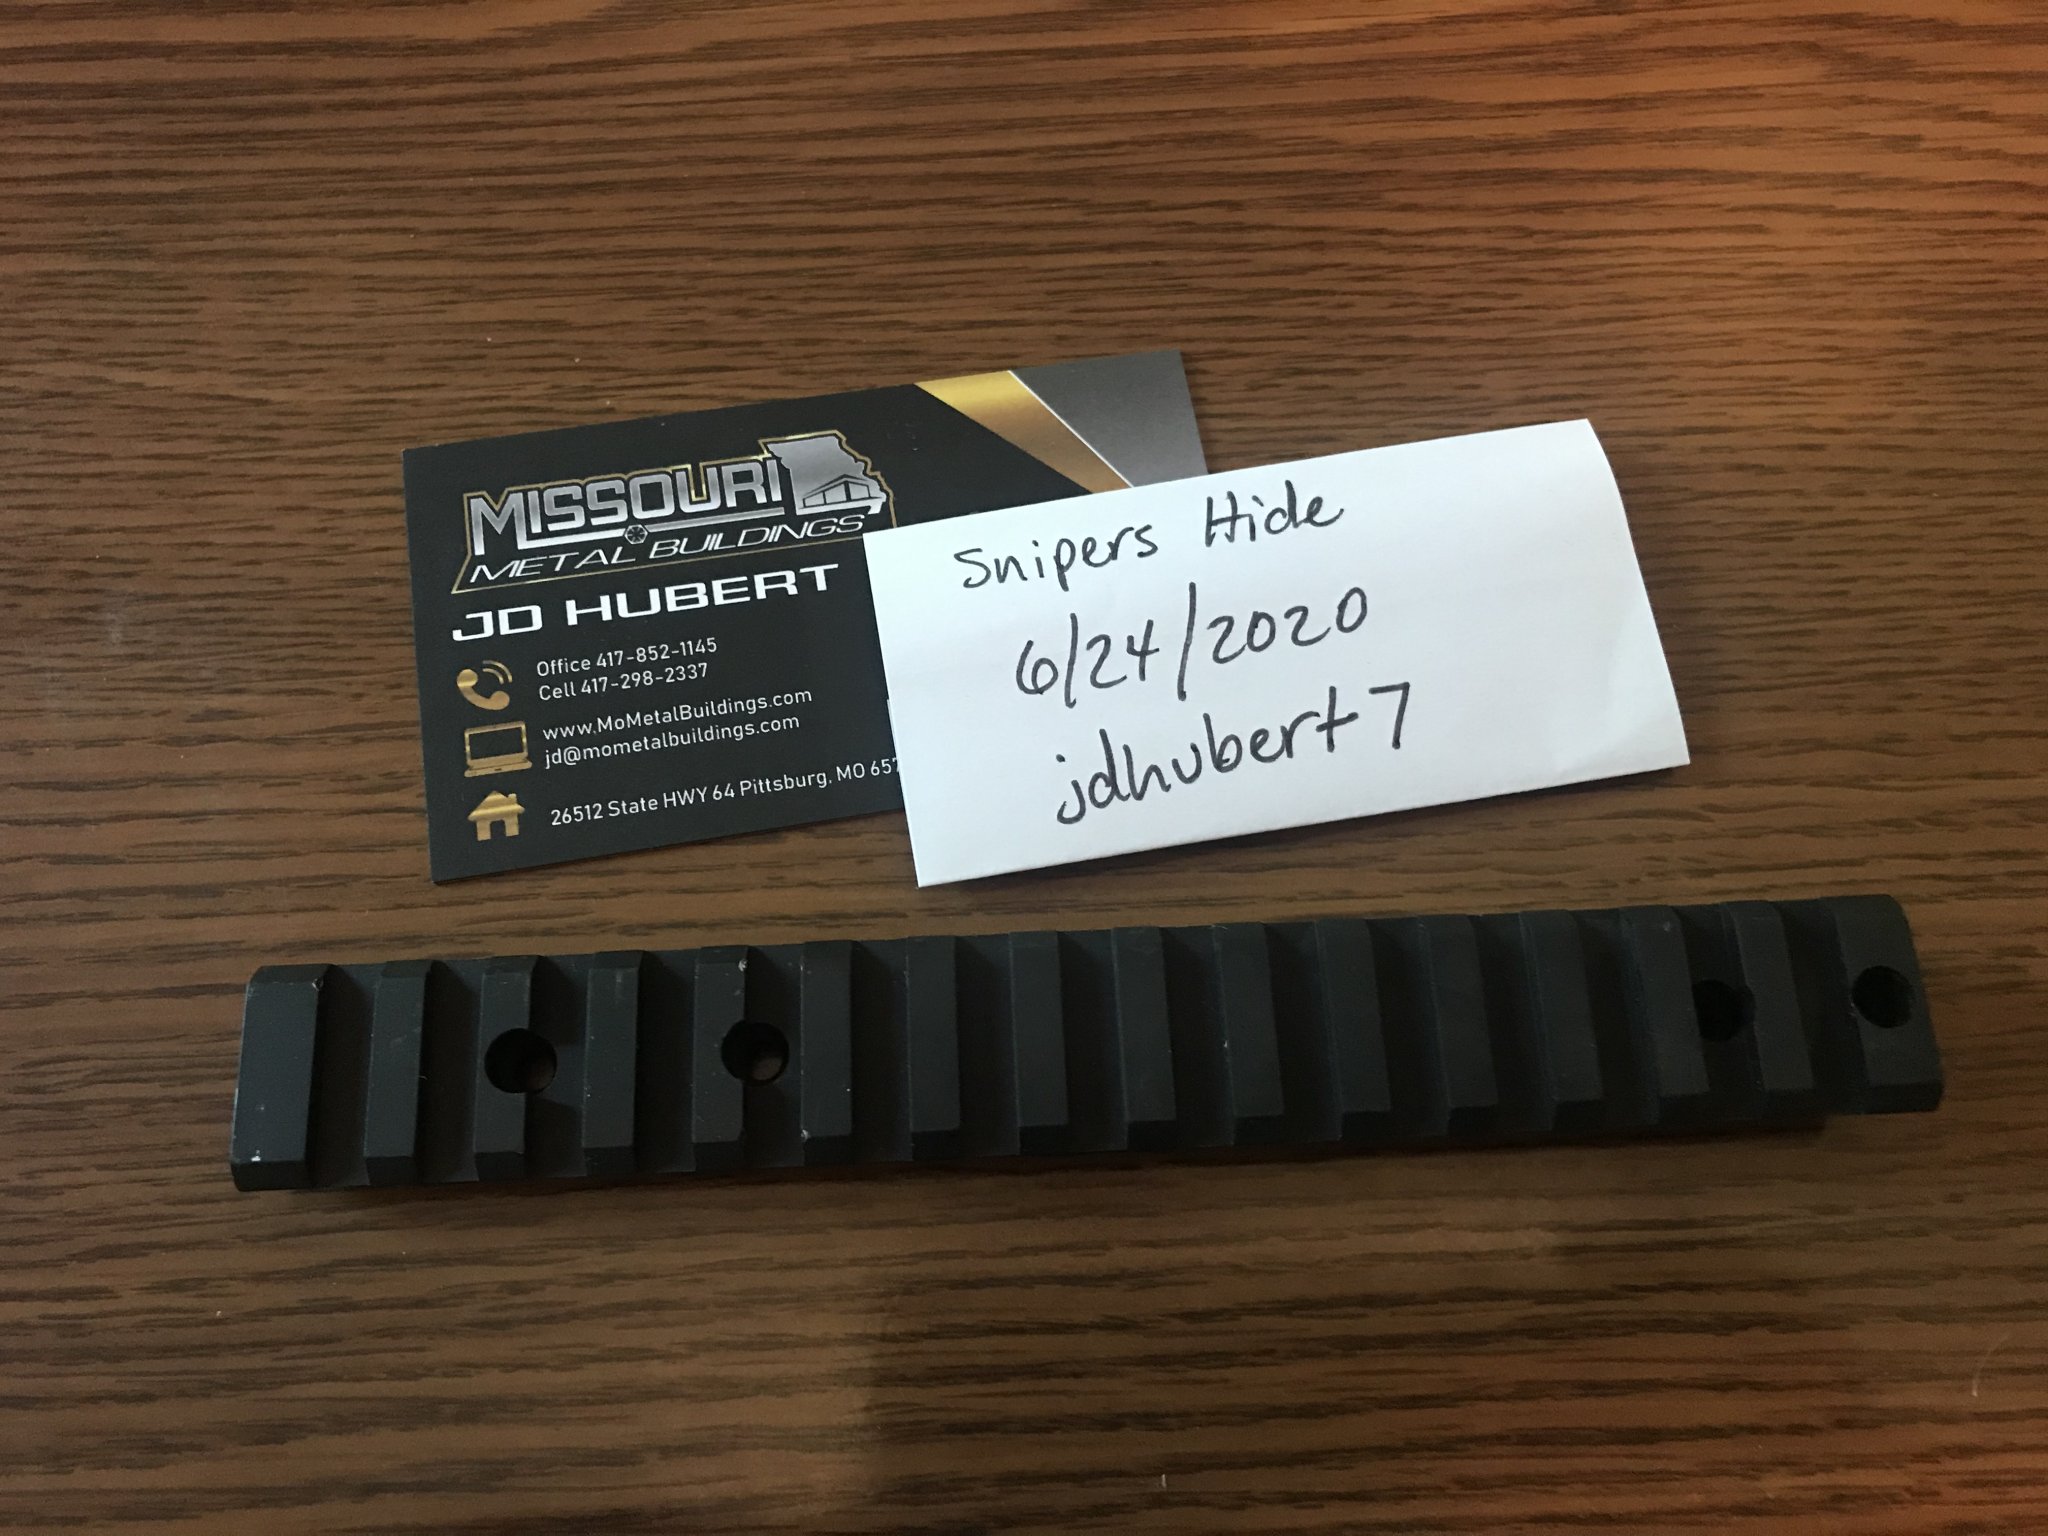 MISSOURI
METAL BUILDINGS
JD HUBERT
Office 417-852-1145
Cell 417-298-2337
www.MoMetalBuildings.com
jd@mometalbuildings.com
26512 State HWY 64 Pittsburg, MO 657
Snipers Hide
6/24/2020
jdhubert7